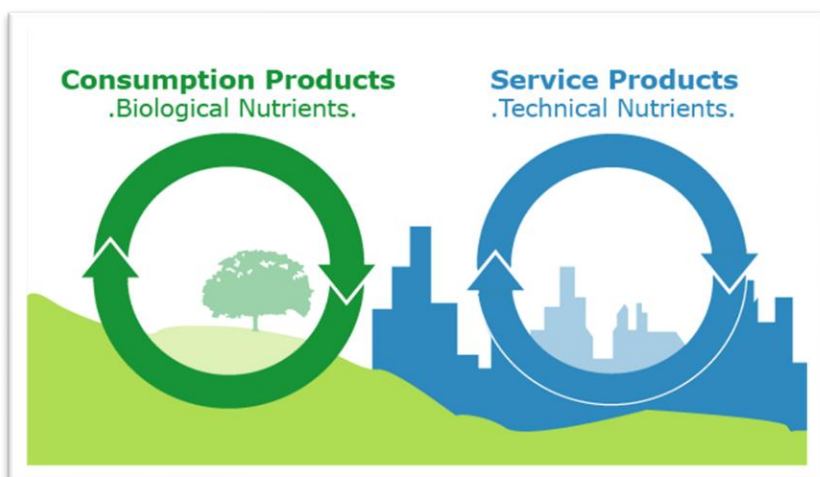 Consumption Products
.Biological Nutrients.
Service Products
.Technical Nutrients.